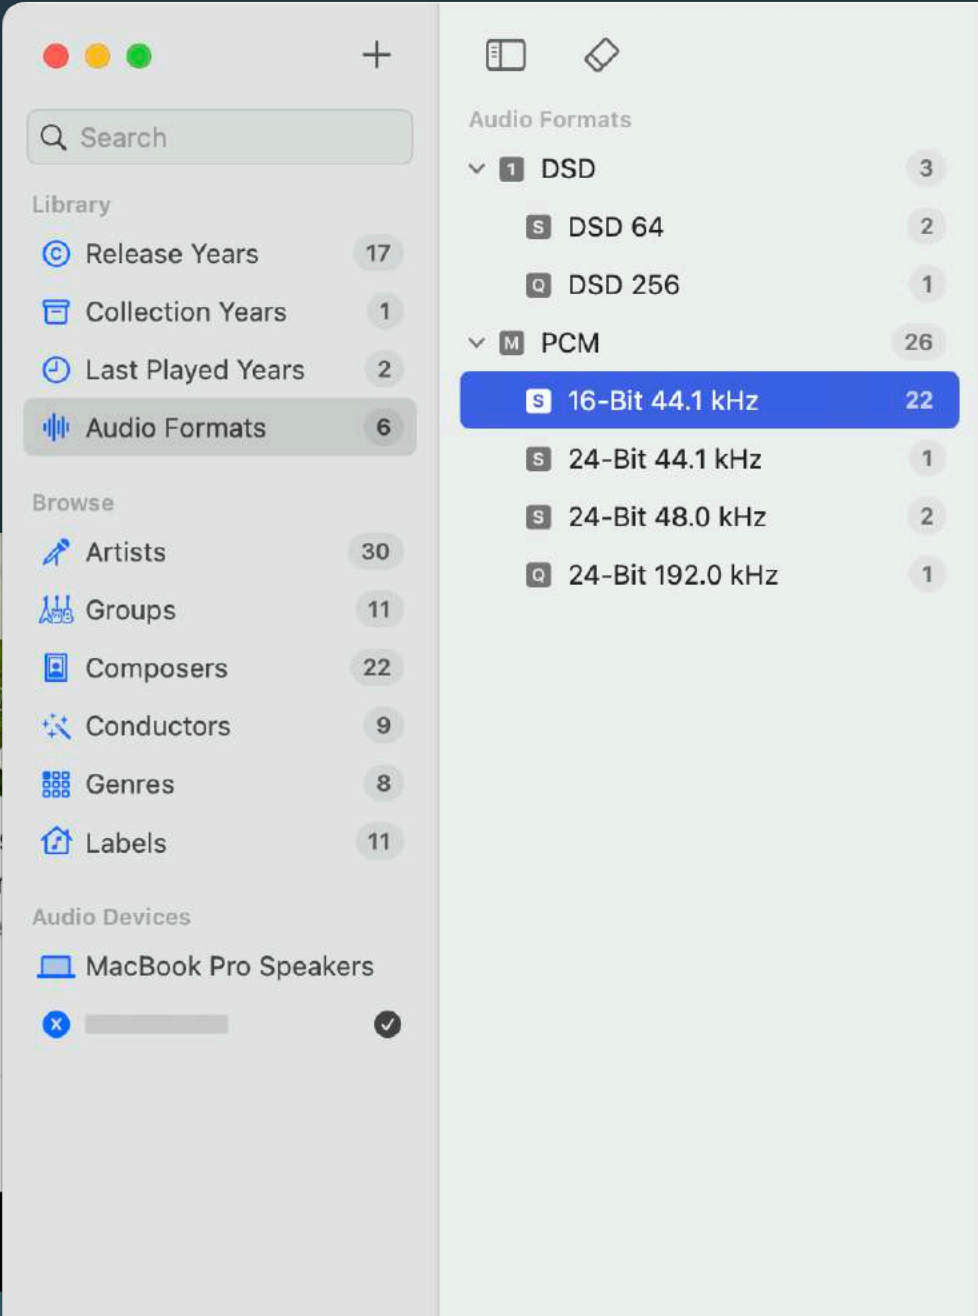 Search
Library
Release Years 17
Collection Years 1
Last Played Years 2
Audio Formats 6
Browse
Artists 30
Groups 11
Composers 22
Conductors 9
Genres 8
Labels 11
Audio Devices
MacBook Pro Speakers
X
Audio Formats
1 DSD 3
S DSD 64 2
Q DSD 256 1
M PCM 26
S 16-Bit 44.1 kHz 22
S 24-Bit 44.1 kHz 1
S 24-Bit 48.0 kHz 2
Q 24-Bit 192.0 kHz 1